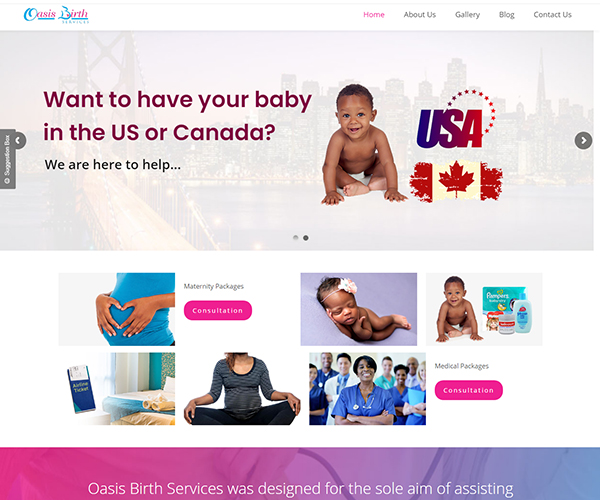 Oasis Birth
SERVICES
Home
About Us
Gallery
Blog
Contact Us
Want to have your baby
in the US or Canada?
We are here to help...
USA
Suggestion Box
Maternity Packages
Consultation
Pampers
Airline
Ticket
Medical Packages
Consultation
Oasis Birth Services was designed for the sole aim of assisting